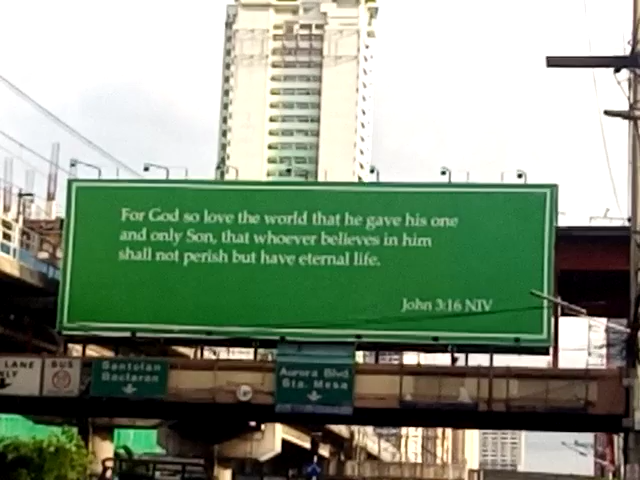 For God so love the world that he gave his one
and only Son, that whoever believes in him
shall not perish but have eternal life.
John 3:16 NIV
LANE
BUS
Santolan
Baclaran
Aurora Blvd.
Sta. Mesa